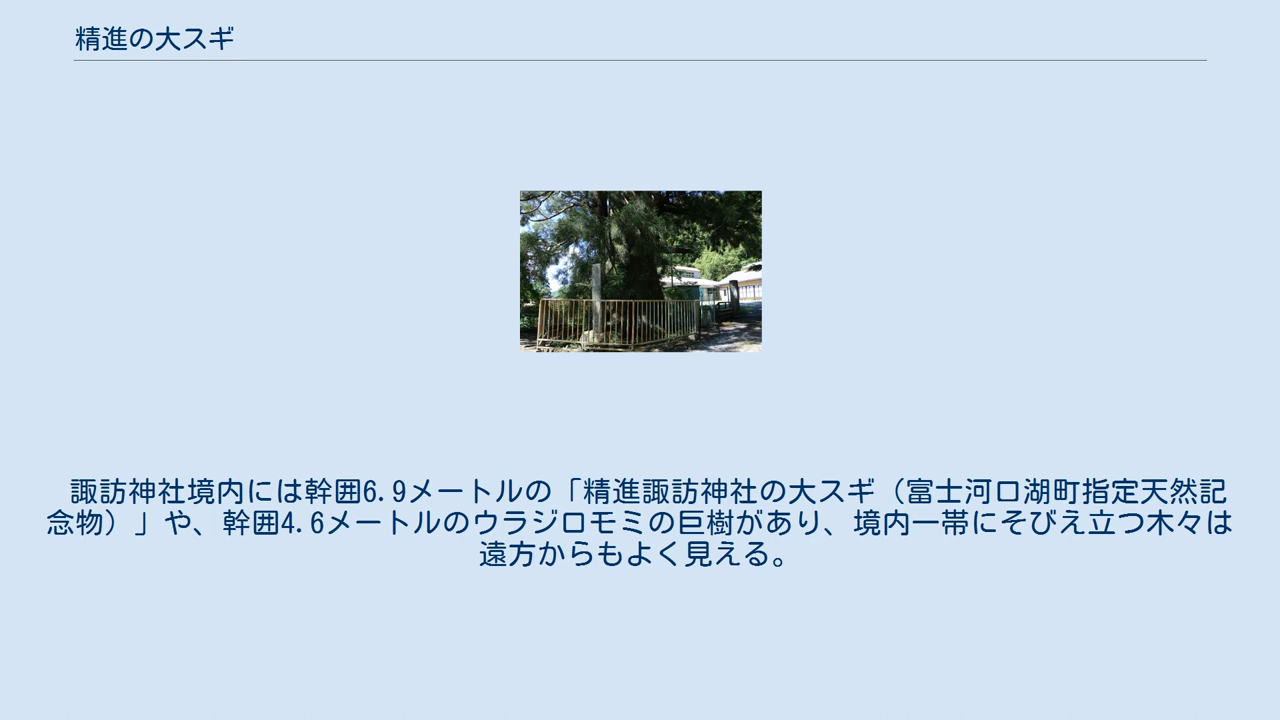 精進の大スギ
諏訪神社境内には幹囲6.9メートルの「精進諏訪神社の大スギ（富士河口湖町指定天然記
念物）」や、幹囲4.6メートルのウラジロモミの巨樹があり、境内一帯にそびえ立つ木々は
遠方からもよく見える。